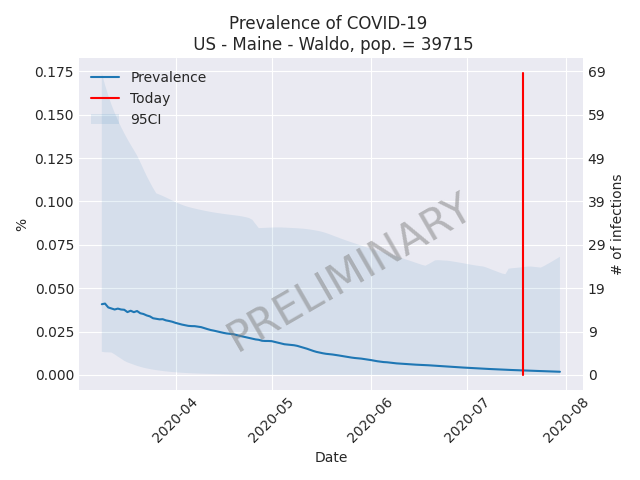 Prevalence of COVID-19
US - Maine - Waldo, pop. = 39715
Prevalence
Today
95CI
0.175
0.150
0.125
0.100
0.075
0.050
0.025
0.000
%
69
59
49
39
29
19
9
0
# of infections
PRELIMINARY
2020-04
2020-05
2020-06
2020-07
2020-08
Date